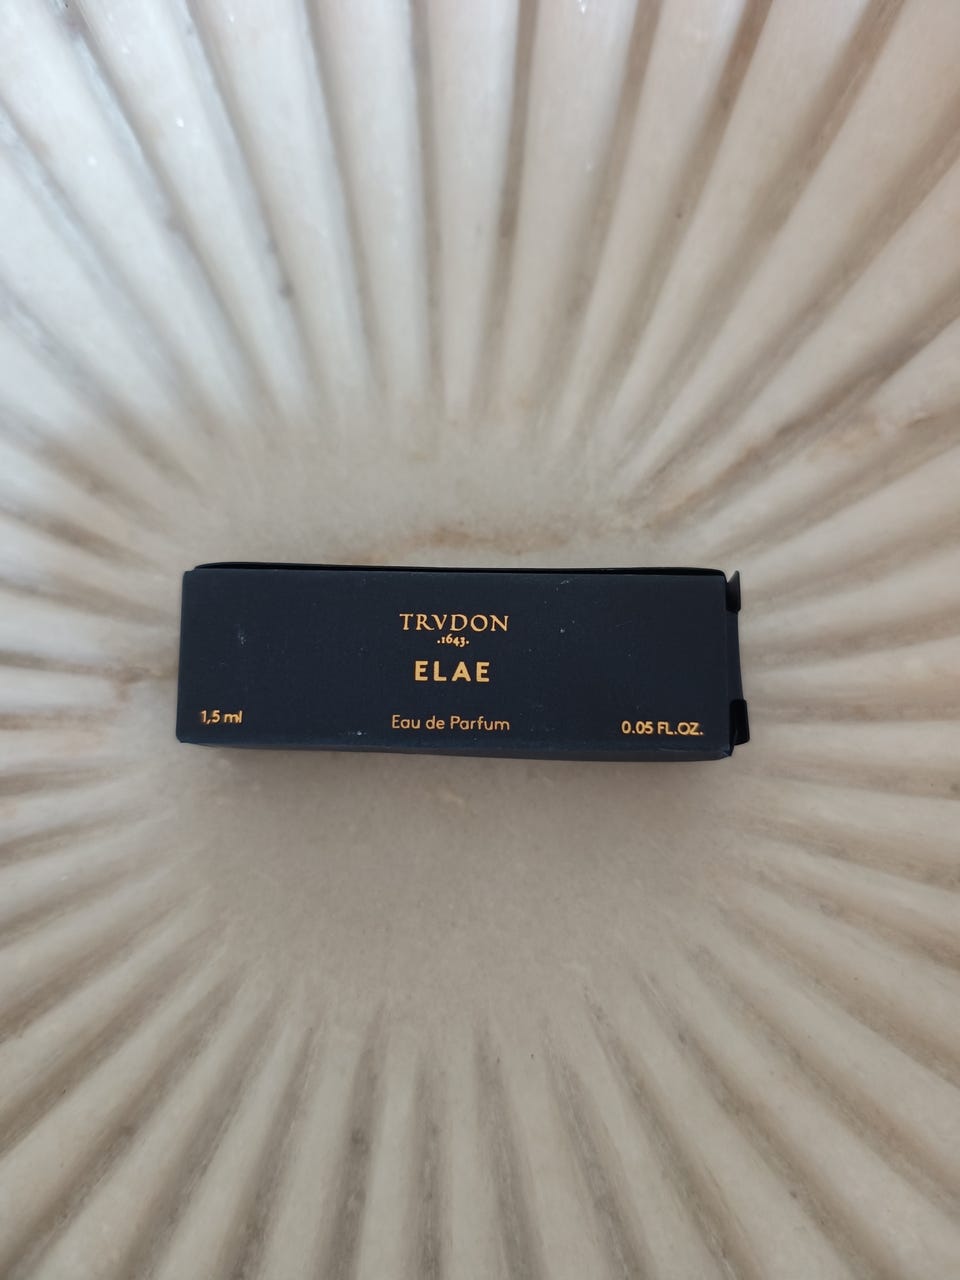 TRVDON
.1643.
ELAE
1,5 ml Eau de Parfum 0.05 FL.OZ.